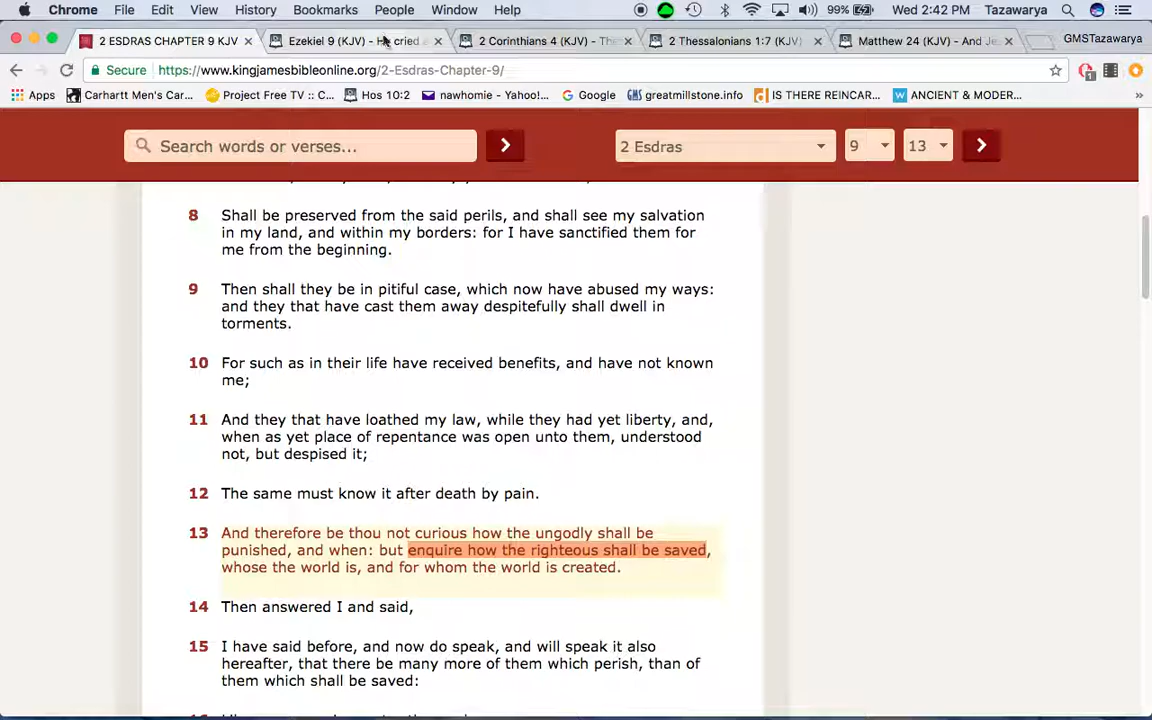 Chrome File Edit View History Bookmarks People Window Help 99% Wed 2:42 PM Tazawarya
2 ESDRAS CHAPTER 9 KJV Ezekiel 9 (KJV) - He cried 2 Corinthians 4 (KJV) - The 2 Thessalonians 1:7 (KJV) Matthew 24 (KJV) - And Je GMSTazawarya
Secure https://www.kingjamesbibleonline.org/2-Esdras-Chapter-9/
Apps Carhartt Men's Car... Project Free TV :: C... Hos 10:2 nawhomie - Yahoo!... Google GMS greatmillstone.info IS THERE REINCAR... W ANCIENT & MODER... »
Search words or verses... 2 Esdras 9 13
8 Shall be preserved from the said perils, and shall see my salvation
in my land, and within my borders: for I have sanctified them for
me from the beginning.
9 Then shall they be in pitiful case, which now have abused my ways:
and they that have cast them away despitefully shall dwell in
torments.
10 For such as in their life have received benefits, and have not known
me;
11 And they that have loathed my law, while they had yet liberty, and,
when as yet place of repentance was open unto them, understood
not, but despised it;
12 The same must know it after death by pain.
13 And therefore be thou not curious how the ungodly shall be
punished, and when: but enquire how the righteous shall be saved,
whose the world is, and for whom the world is created.
14 Then answered I and said,
15 I have said before, and now do speak, and will speak it also
hereafter, that there be many more of them which perish, than of
them which shall be saved: